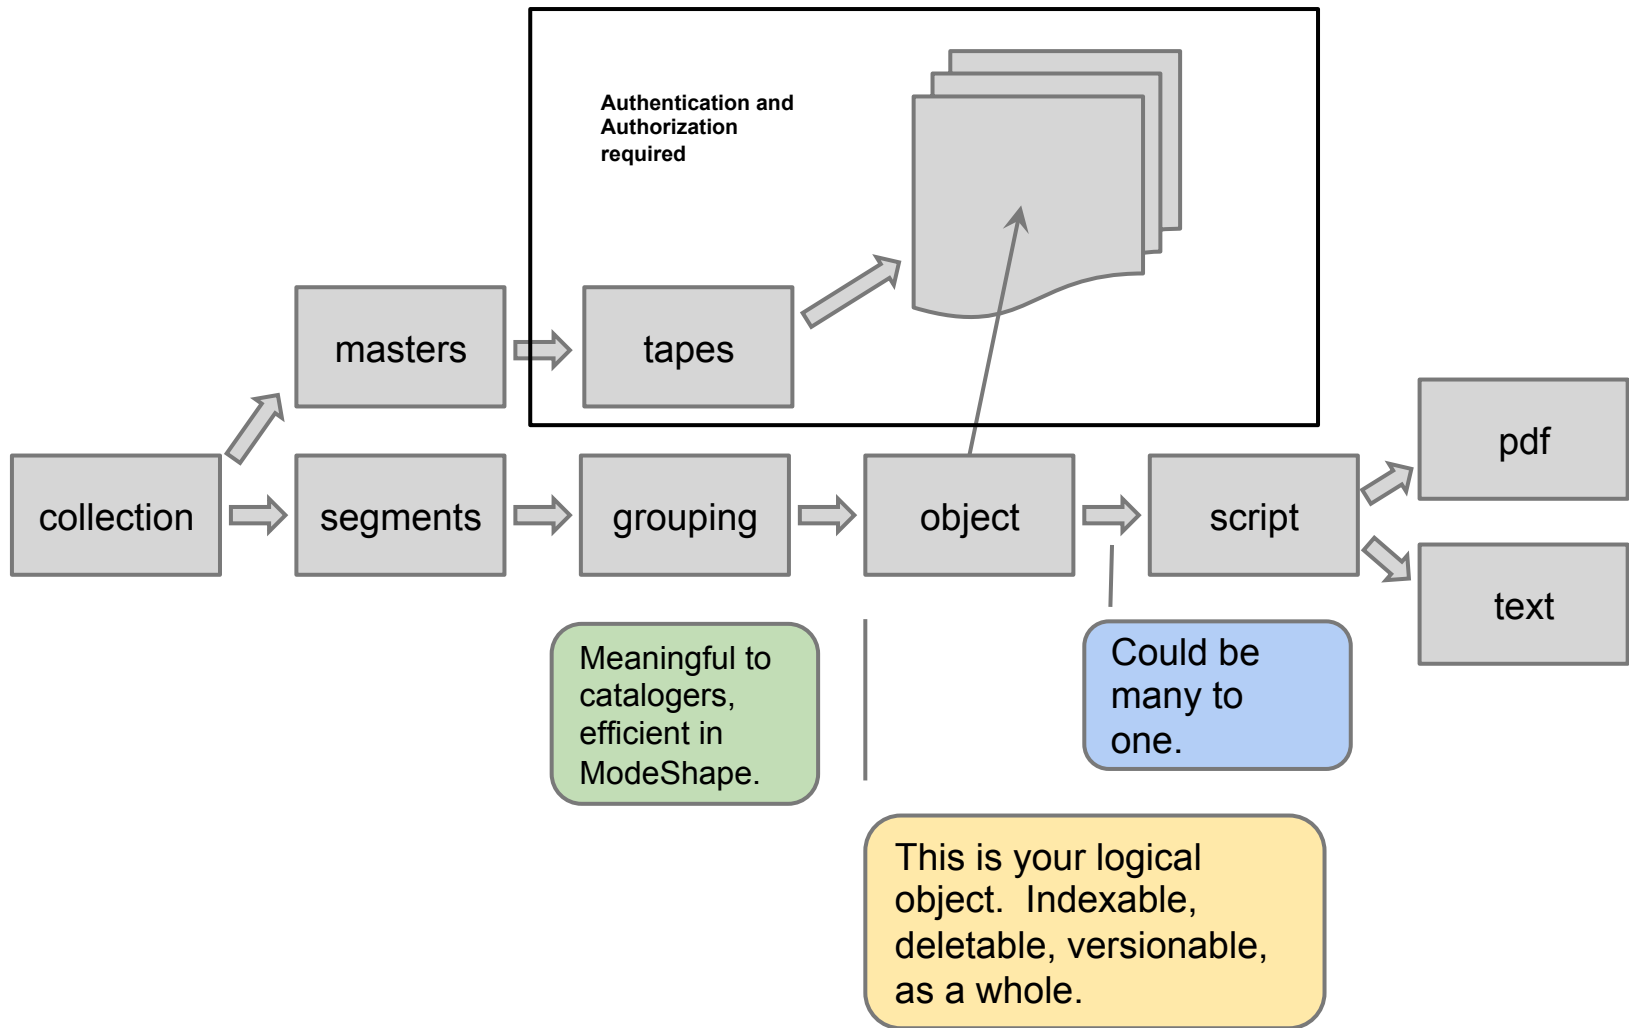 Authentication and
Authorization
required
masters
tapes
collection
segments
grouping
object
script
pdf
text
Meaningful to
catalogers,
efficient in
ModeShape.
Could be
many to
one.
This is your logical
object.  Indexable,
deletable, versionable,
as a whole.